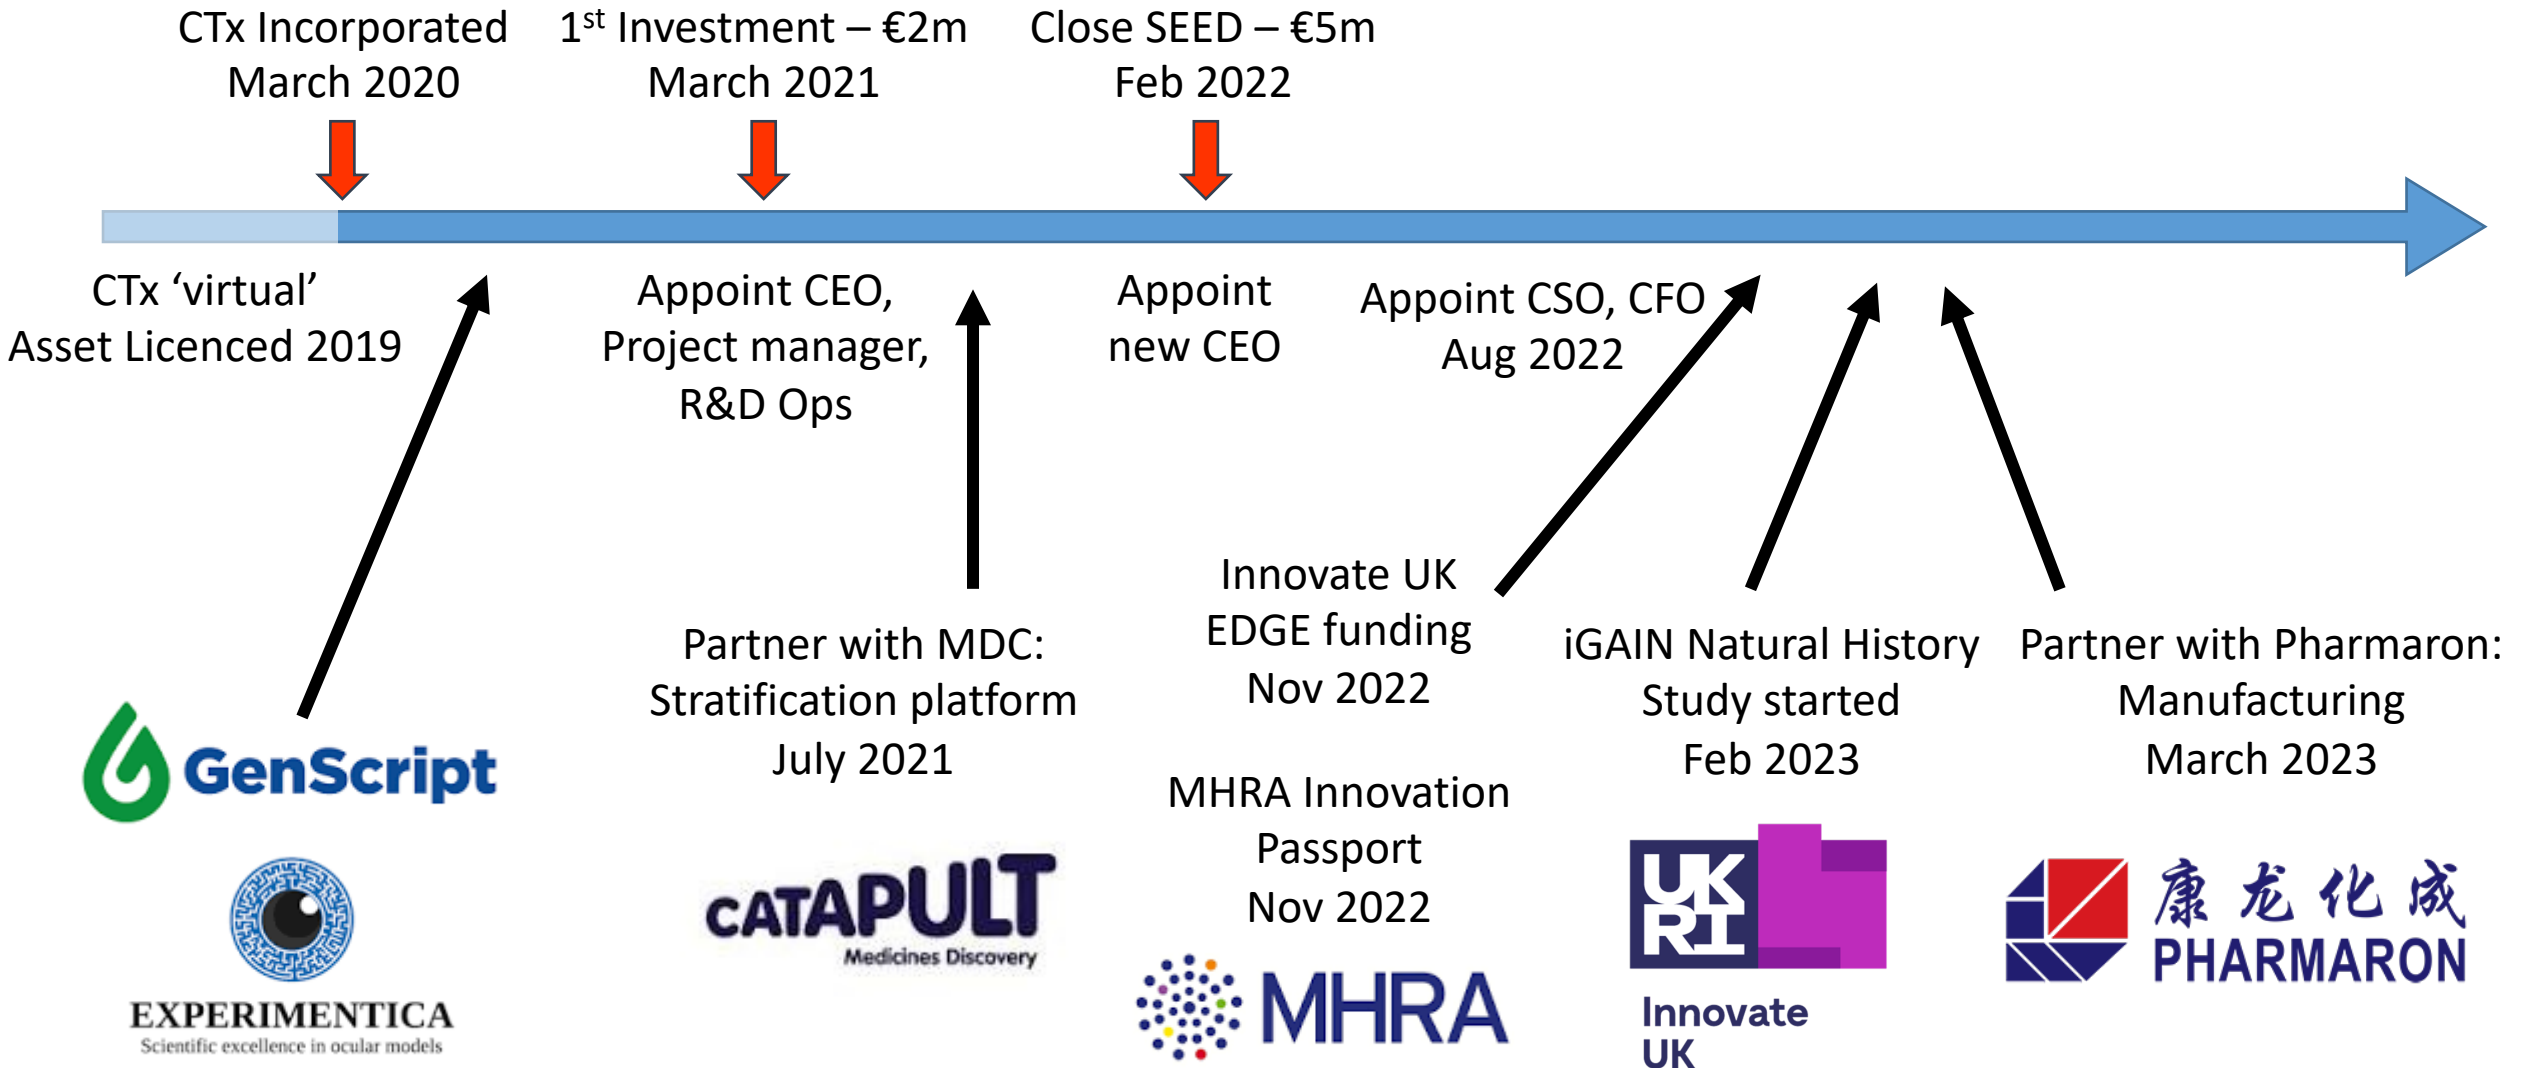 CTx Incorporated
March 2020
1st Investment – €2m
March 2021
Close SEED – €5m
Feb 2022
CTx ‘virtual’
Asset Licenced 2019
Appoint CEO,
Project manager,
R&D Ops
Appoint
new CEO
Appoint CSO, CFO
Aug 2022
GenScript
EXPERIMENTICA
Scientific excellence in ocular models
Partner with MDC:
Stratification platform
July 2021
CATAPULT
Medicines Discovery
Innovate UK
EDGE funding
Nov 2022
MHRA Innovation
Passport
Nov 2022
MHRA
iGAIN Natural History
Study started
Feb 2023
UK
RI
Innovate
UK
Partner with Pharmaron:
Manufacturing
March 2023
康龙化成
PHARMARON